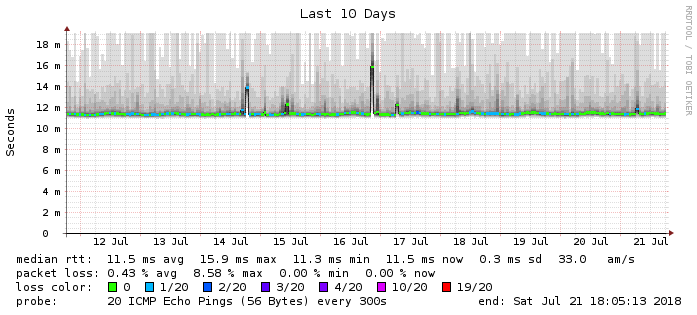 Last 10 Days
RRDTOOL / TOBI OETIKER
Seconds
18 m
16 m
14 m
12 m
10 m
8 m
6 m
4 m
2 m
0
12 Jul 13 Jul 14 Jul 15 Jul 16 Jul 17 Jul 18 Jul 19 Jul 20 Jul 21 Jul
median rtt: 11.5 ms avg 15.9 ms max 11.3 ms min 11.5 ms now 0.3 ms sd 33.0 am/s
packet loss: 0.43 % avg 8.58 % max 0.00 % min 0.00 % now
loss color: 0 1/20 2/20 3/20 4/20 10/20 19/20
probe: 20 ICMP Echo Pings (56 Bytes) every 300s end: Sat Jul 21 18:05:13 2018